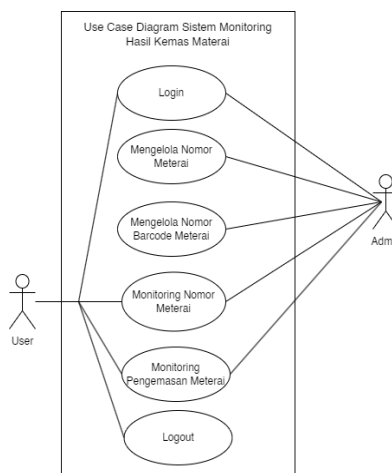 Use Case Diagram Sistem Monitoring
Hasil Kemas Materai
Login
Mengelola Nomor
Meterai
Mengelola Nomor
Barcode Meterai
Monitoring Nomor
Meterai
Monitoring
Pengemasan Meterai
Logout
User
Adm